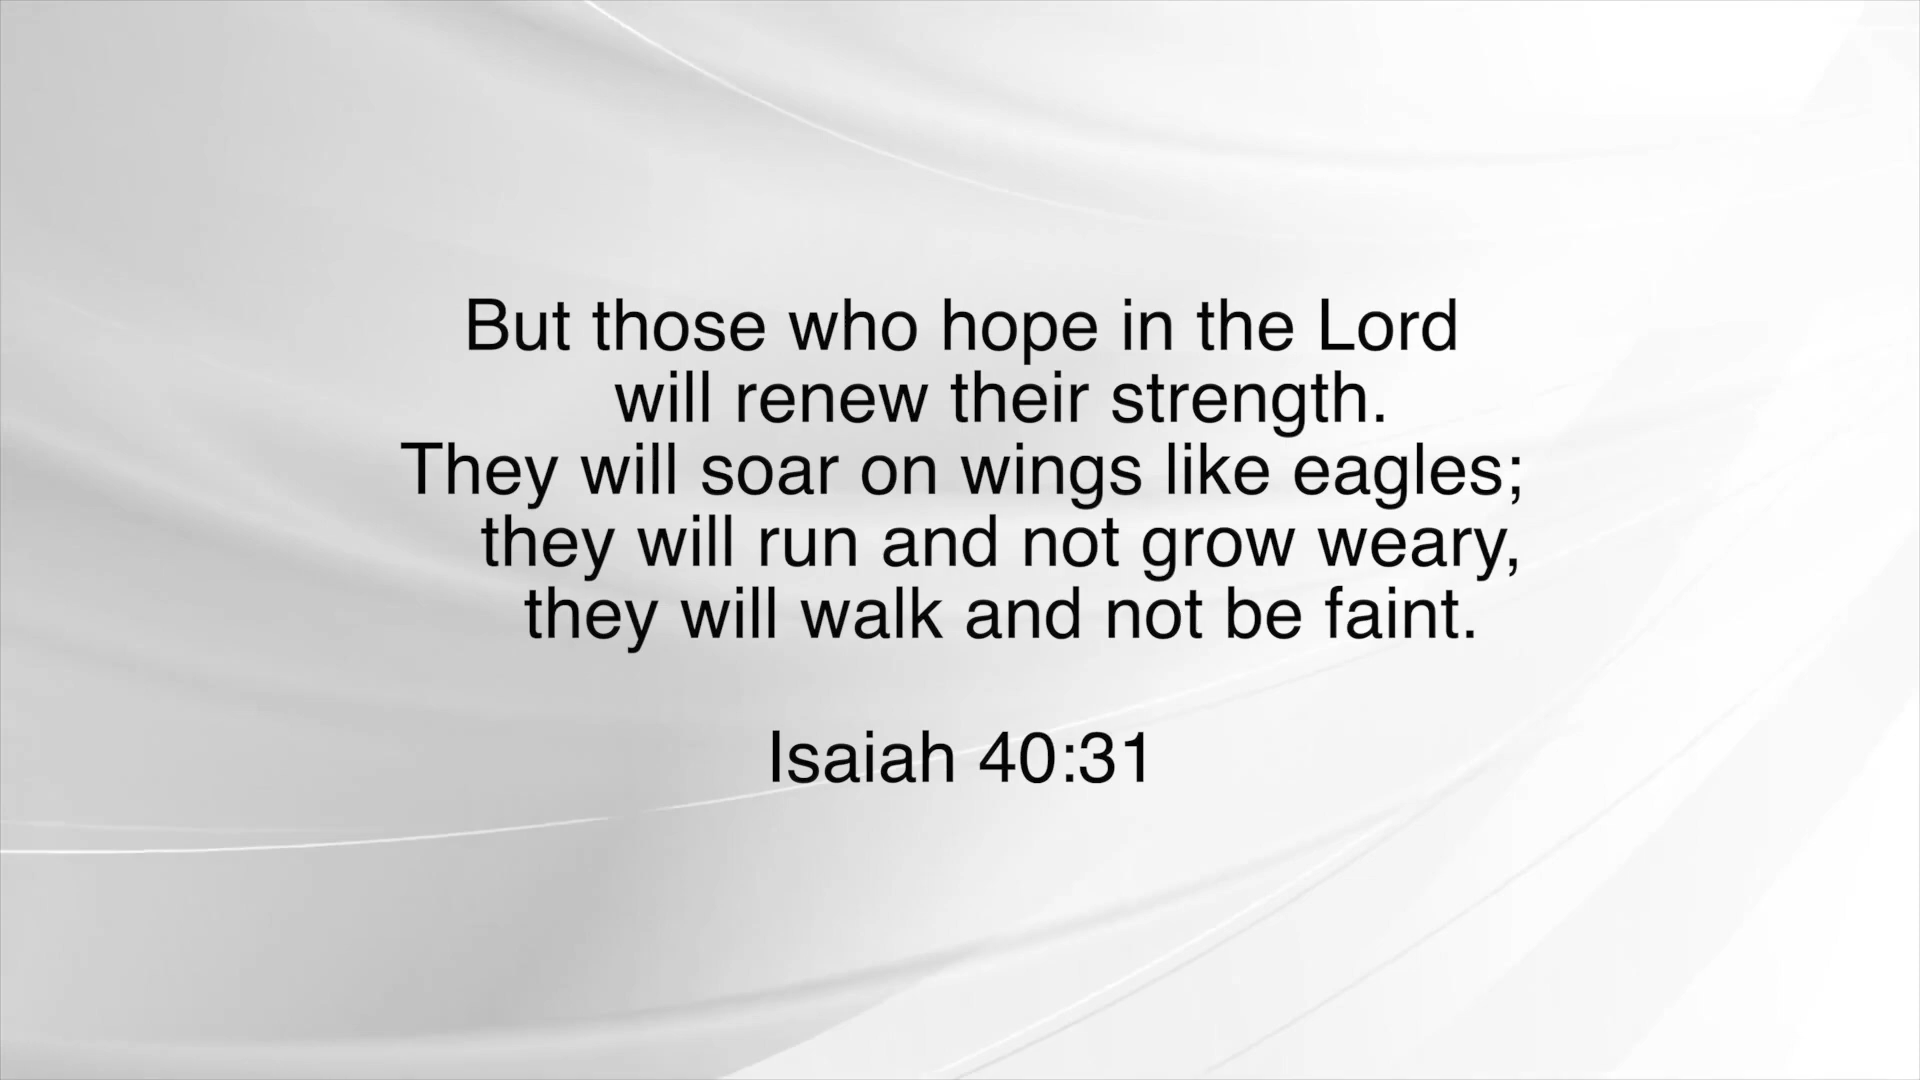 But those who hope in the Lord
will renew their strength.
They will soar on wings like eagles;
they will run and not grow weary,
they will walk and not be faint.
Isaiah 40:31